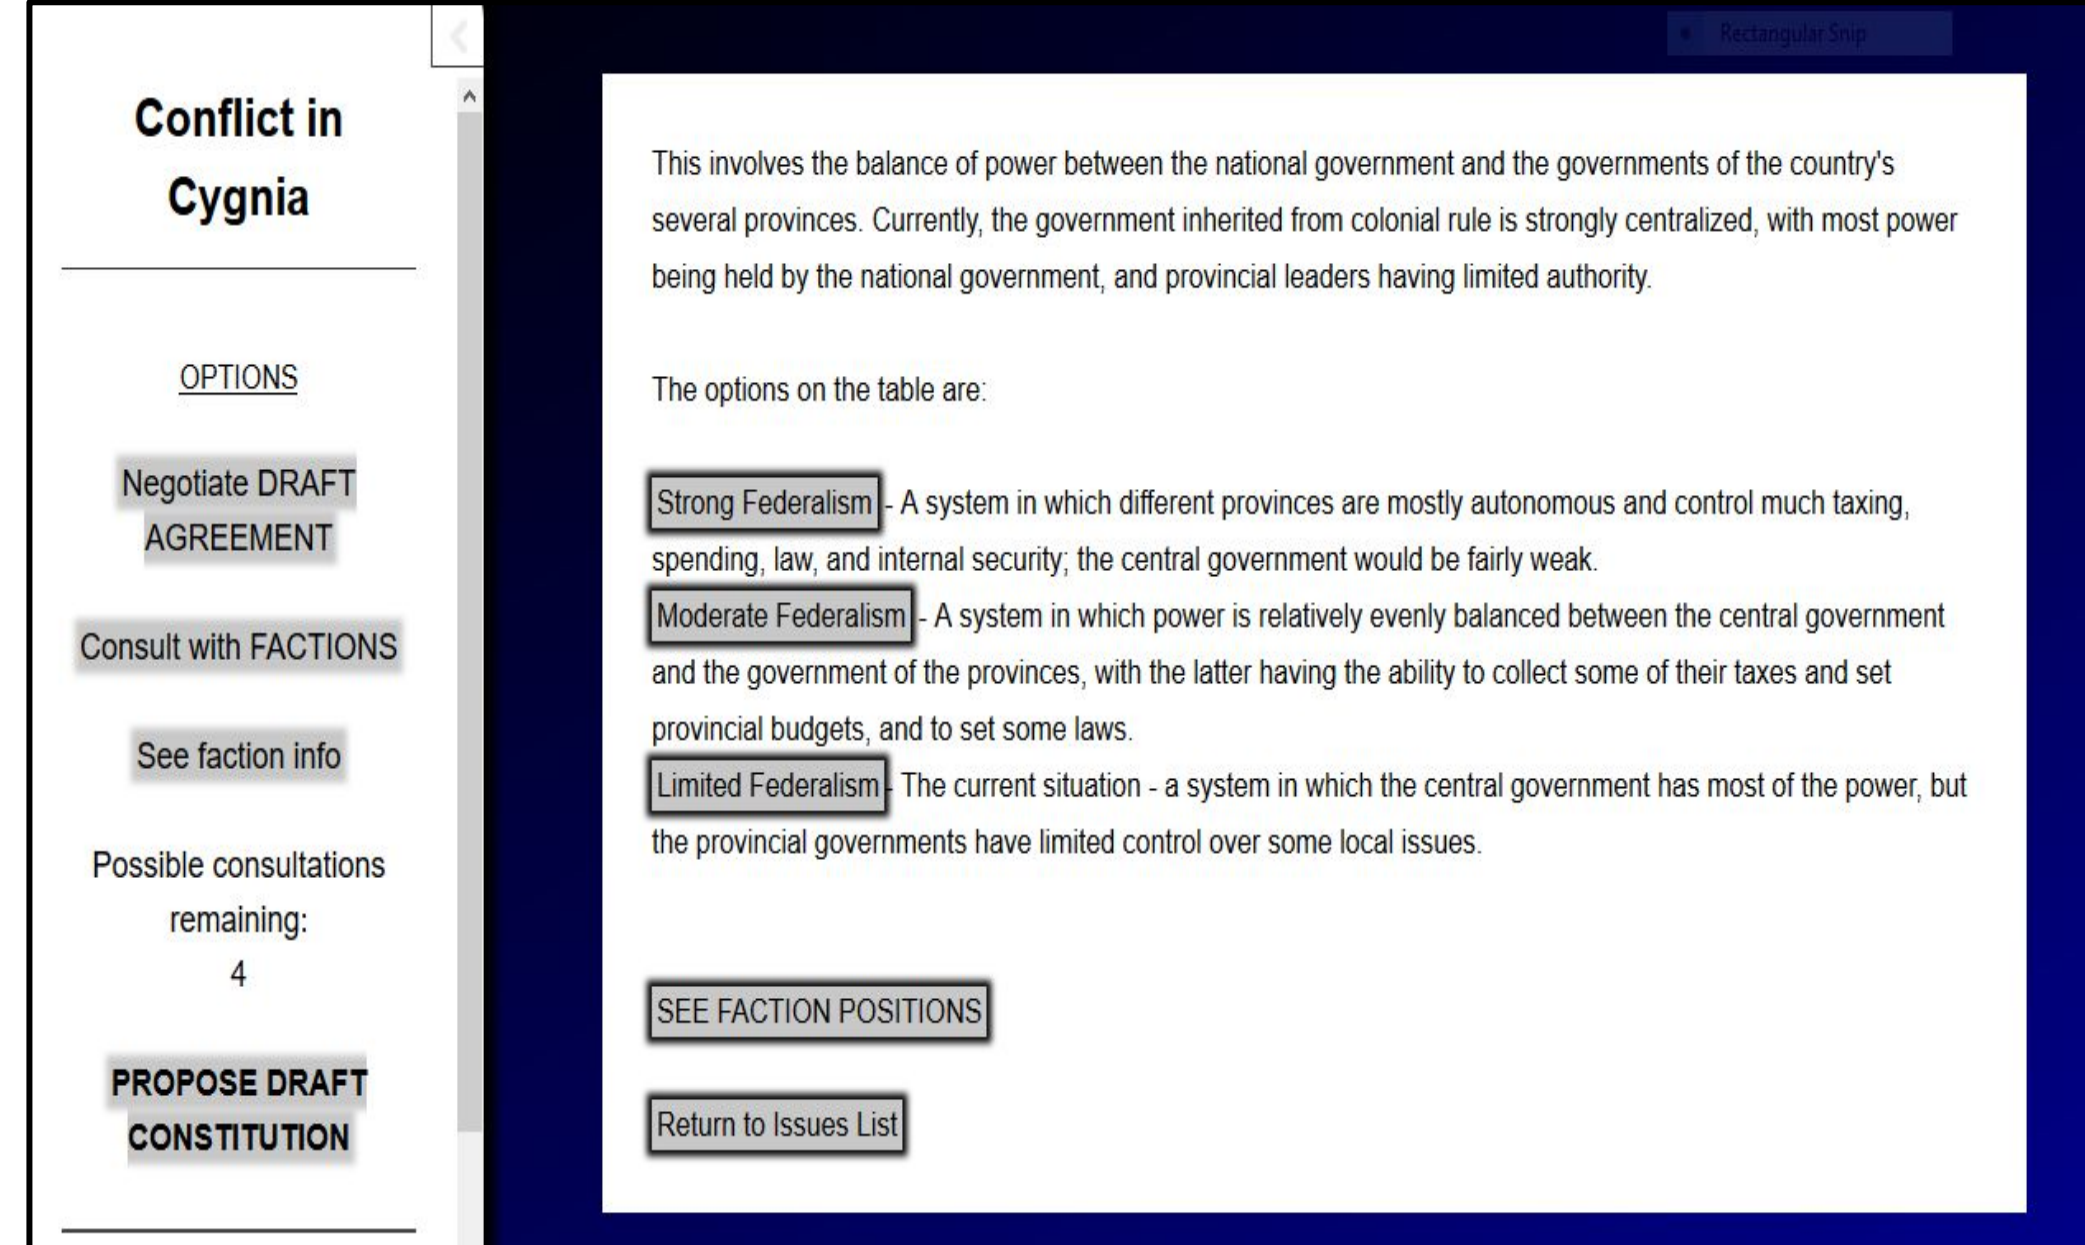 Rectangular Snip
Conflict in
Cygnia
OPTIONS
Negotiate DRAFT
AGREEMENT
Consult with FACTIONS
See faction info
Possible consultations
remaining:
4
PROPOSE DRAFT
CONSTITUTION
This involves the balance of power between the national government and the governments of the country's
several provinces. Currently, the government inherited from colonial rule is strongly centralized, with most power
being held by the national government, and provincial leaders having limited authority.
The options on the table are:
Strong Federalism - A system in which different provinces are mostly autonomous and control much taxing,
spending, law, and internal security; the central government would be fairly weak.
Moderate Federalism - A system in which power is relatively evenly balanced between the central government
and the government of the provinces, with the latter having the ability to collect some of their taxes and set
provincial budgets, and to set some laws.
Limited Federalism - The current situation - a system in which the central government has most of the power, but
the provincial governments have limited control over some local issues.
SEE FACTION POSITIONS
Return to Issues List